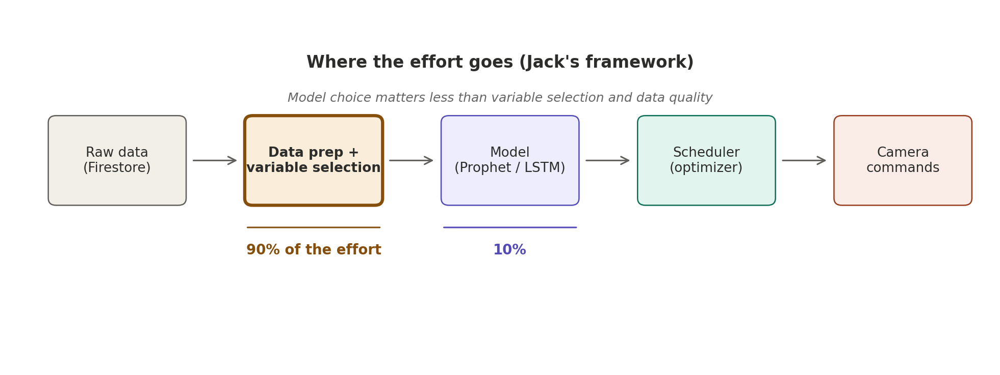 Where the effort goes (Jack's framework)
Model choice matters less than variable selection and data quality
Raw data
(Firestore)
Data prep +
variable selection
Model
(Prophet / LSTM)
Scheduler
(optimizer)
Camera
commands
90% of the effort
10%